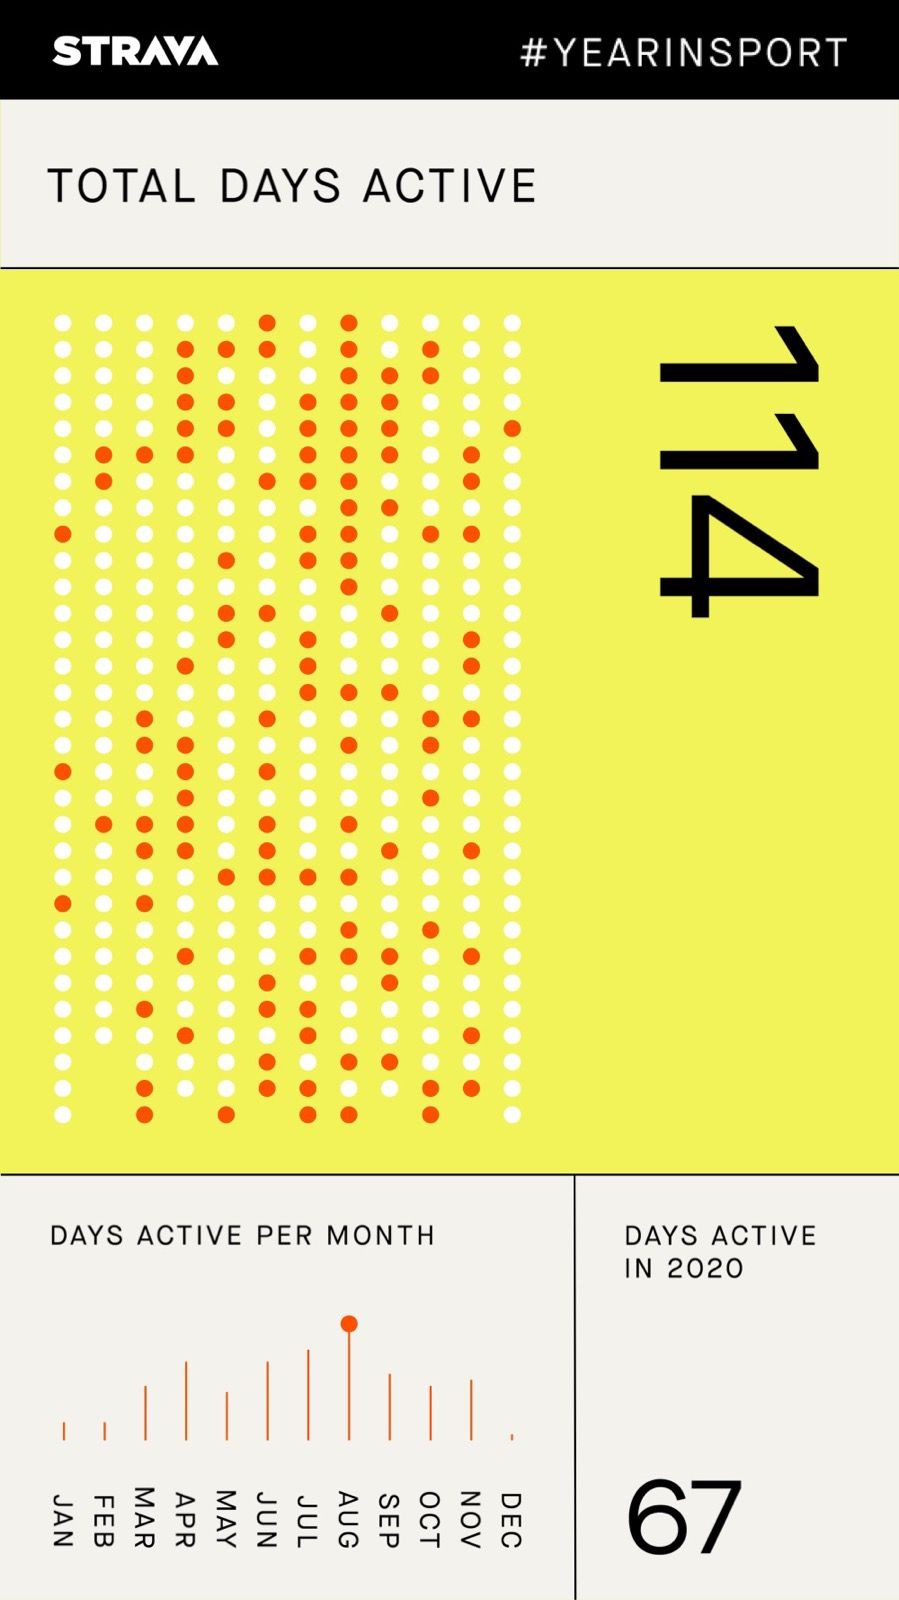 STRAVA
#YEARINSPORT
TOTAL DAYS ACTIVE
114
DAYS ACTIVE PER MONTH
JAN
FEB
MAR
APR
MAY
JUN
JUL
AUG
SEP
OCT
NOV
DEC
DAYS ACTIVE
IN 2020
67